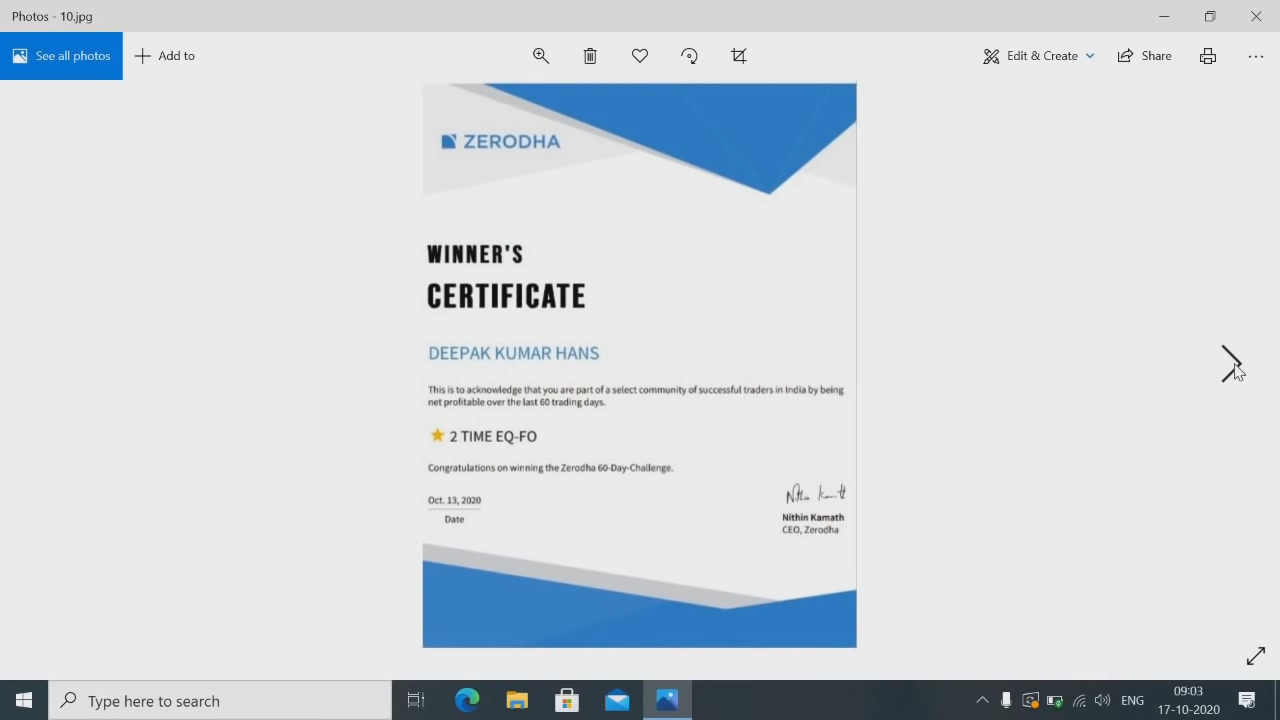 Photos - 10.jpg
See all photos
Add to
Edit & Create
Share
ZERODHA
WINNER'S
CERTIFICATE
DEEPAK KUMAR HANS
This is to acknowledge that you are part of a select community of successful traders in India by being
net profitable over the last 60 trading days.
2 TIME EQ-FO
Congratulations on winning the Zerodha 60-Day-Challenge.
Oct. 13, 2020
Date
Nithin Kamath
CEO, Zerodha
Type here to search
ENG
09:03
17-10-2020